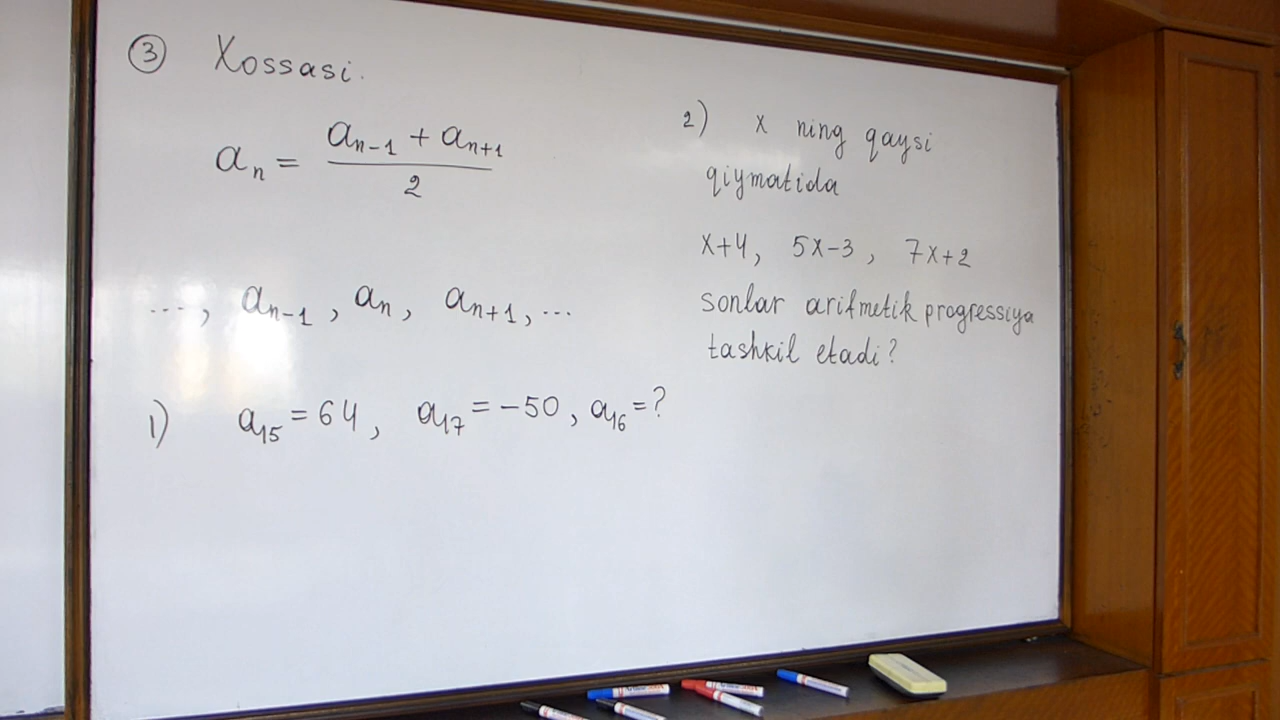 ③ Xossasi.
aₙ = (aₙ₋₁ + aₙ₊₁)/2
..., aₙ₋₁, aₙ, aₙ₊₁, ...
1) a₁₅ = 64, a₁₇ = -50, a₁₆ = ?
2) x ning qaysi
qiymatida
x+4, 5x-3, 7x+2
sonlar arifmetik progressiya
tashkil etadi?